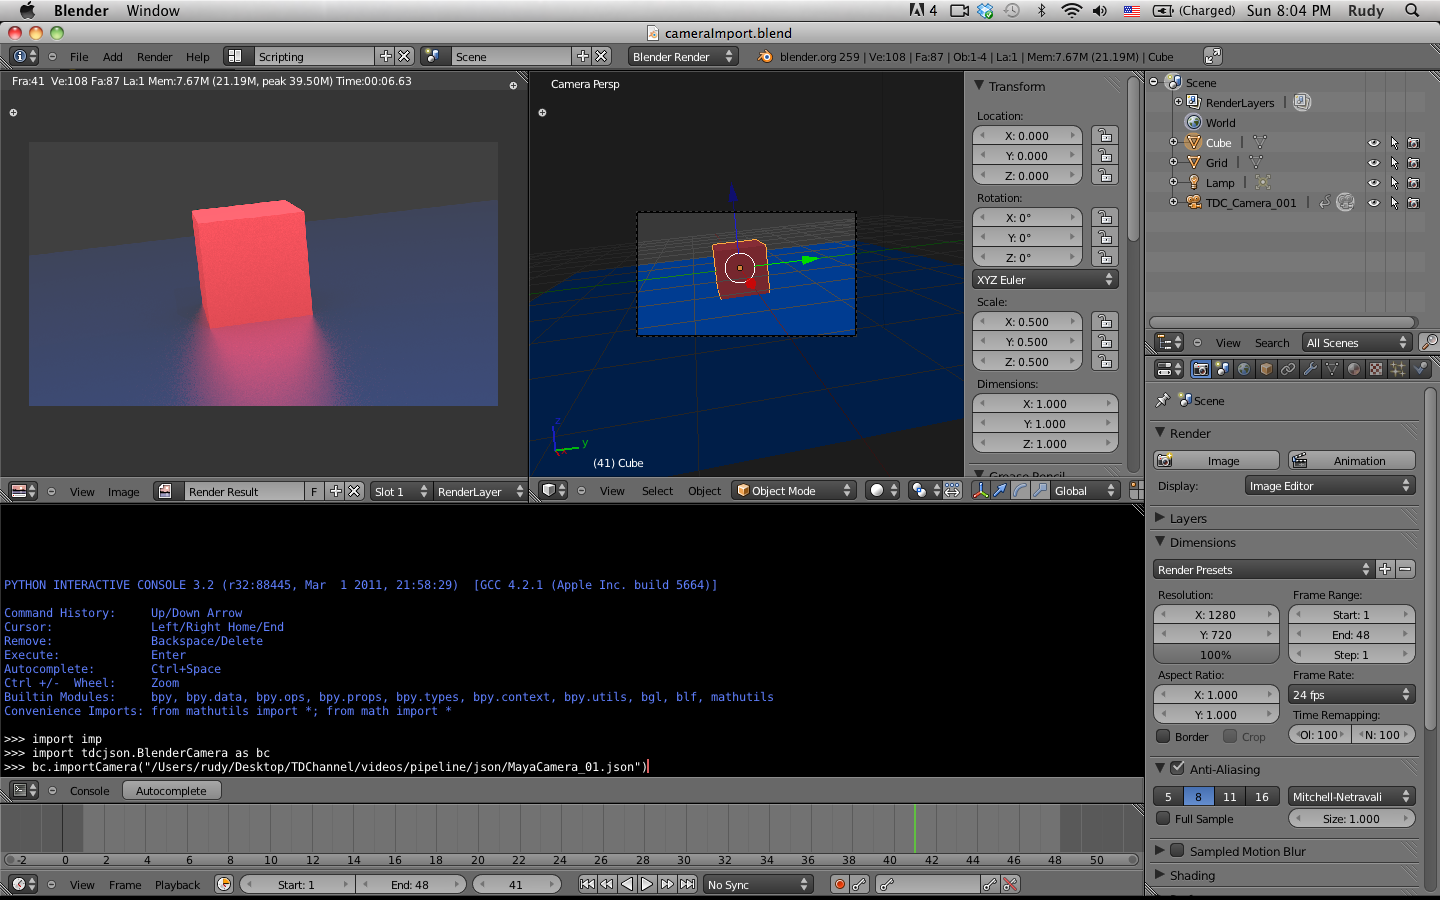 Blender Window 4 (Charged) Sun 8:04 PM Rudy
cameraImport.blend
File Add Render Help Scripting Scene Blender Render blender.org 259 | Ve:108 | Fa:87 | Ob:1-4 | La:1 | Mem:7.67M (21.19M) | Cube
Fra:41 Ve:108 Fa:87 La:1 Mem:7.67M (21.19M, peak 39.50M) Time:00:06.63
Camera Persp
z
y
(41) Cube
Transform
Location:
X: 0.000
Y: 0.000
Z: 0.000
Rotation:
X: 0°
Y: 0°
Z: 0°
XYZ Euler
Scale:
X: 0.500
Y: 0.500
Z: 0.500
Dimensions:
X: 1.000
Y: 1.000
Z: 1.000
Grease Pencil
Scene
RenderLayers |
World
Cube |
Grid |
Lamp |
TDC_Camera_001 |
View Search All Scenes
View Image Render Result F Slot 1 RenderLayer
View Select Object Object Mode Global
PYTHON INTERACTIVE CONSOLE 3.2 (r32:88445, Mar  1 2011, 21:58:29)  [GCC 4.2.1 (Apple Inc. build 5664)]
Command History: Up/Down Arrow
Cursor: Left/Right Home/End
Remove: Backspace/Delete
Execute: Enter
Autocomplete: Ctrl+Space
Ctrl +/-  Wheel: Zoom
Builtin Modules: bpy, bpy.data, bpy.ops, bpy.props, bpy.types, bpy.context, bpy.utils, bgl, blf, mathutils
Convenience Imports: from mathutils import *; from math import *
>>> import imp
>>> import tdcjson.BlenderCamera as bc
>>> bc.importCamera("/Users/rudy/Desktop/TDChannel/videos/pipeline/json/MayaCamera_01.json")
Console Autocomplete
-2 0 2 4 6 8 10 12 14 16 18 20 22 24 26 28 30 32 34 36 38 40 42 44 46 48 50
View Frame Playback Start: 1 End: 48 41 No Sync
Scene
Render
Image Animation
Display: Image Editor
Layers
Dimensions
Render Presets
Resolution: Frame Range:
X: 1280 Start: 1
Y: 720 End: 48
100% Step: 1
Aspect Ratio: Frame Rate:
X: 1.000 24 fps
Y: 1.000 Time Remapping:
Border Crop Ol: 100 N: 100
Anti-Aliasing
5 8 11 16 Mitchell-Netravali
Full Sample Size: 1.000
Sampled Motion Blur
Shading